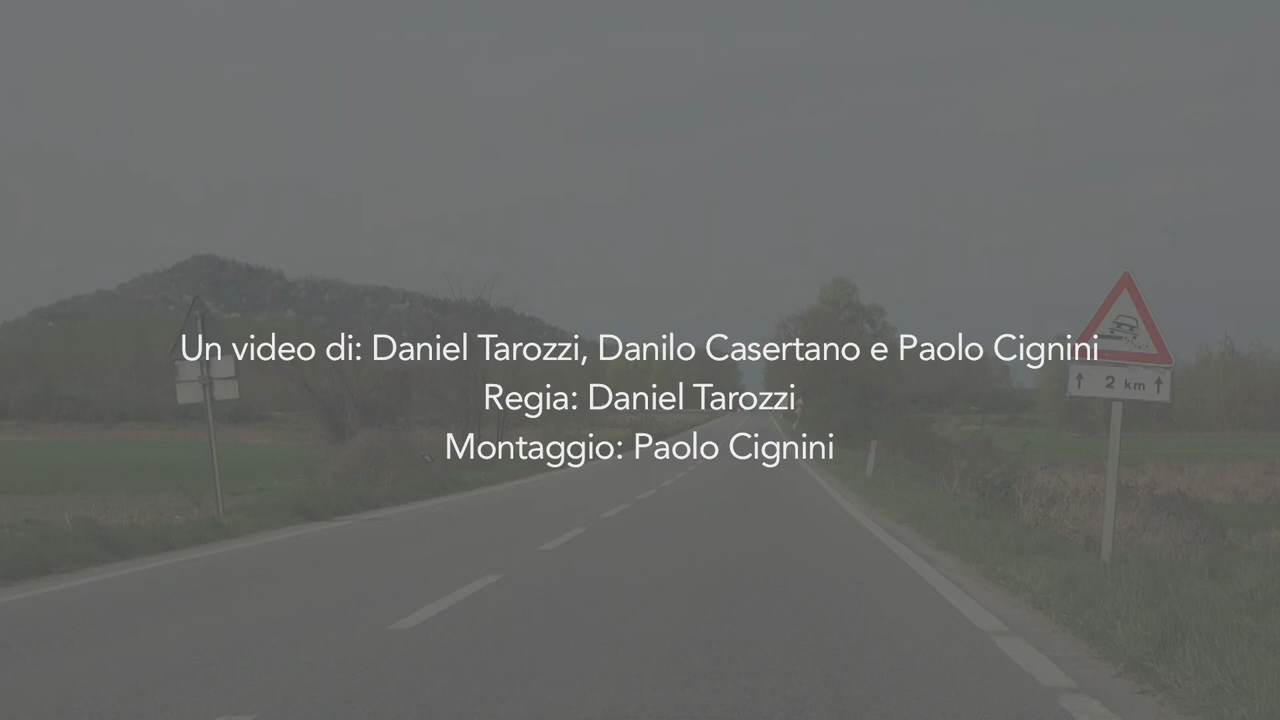 Un video di: Daniel Tarozzi, Danilo Casertano e Paolo Cignini
Regia: Daniel Tarozzi
Montaggio: Paolo Cignini
2 km